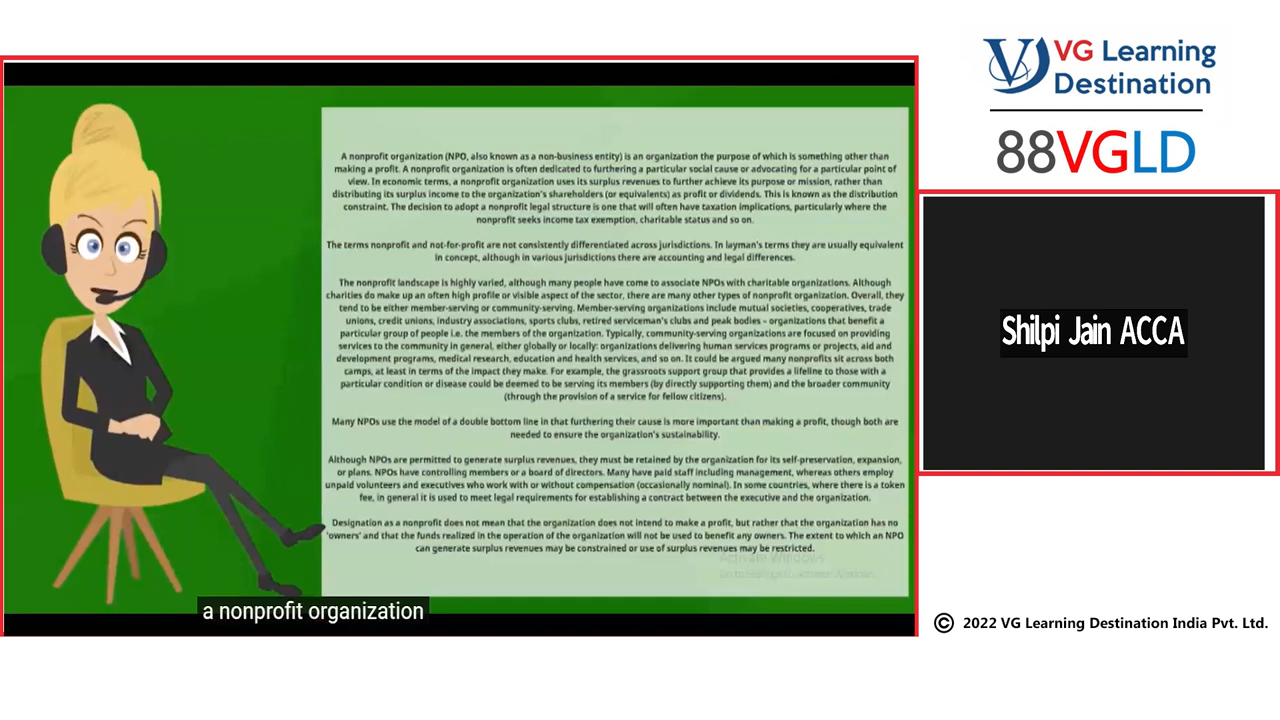 VG Learning
Destination
88VGLD
A nonprofit organization (NPO, also known as a non-business entity) is an organization the purpose of which is something other than
making a profit. A nonprofit organization is often dedicated to furthering a particular social cause or advocating for a particular point of
view. In economic terms, a nonprofit organization uses its surplus revenues to further achieve its purpose or mission, rather than
distributing its surplus income to the organization's shareholders (or equivalents) as profit or dividends. This is known as the distribution
constraint. The decision to adopt a nonprofit legal structure is one that will often have taxation implications, particularly where the
nonprofit seeks income tax exemption, charitable status and so on.
The terms nonprofit and not-for-profit are not consistently differentiated across jurisdictions. In layman's terms they are usually equivalent
in concept, although in various jurisdictions there are accounting and legal differences.
The nonprofit landscape is highly varied, although many people have come to associate NPOs with charitable organizations. Although
charities do make up an often high profile or visible aspect of the sector, there are many other types of nonprofit organization. Overall, they
tend to be either member-serving or community-serving. Member-serving organizations include mutual societies, cooperatives, trade
unions, credit unions, industry associations, sports clubs, retired serviceman's clubs and peak bodies – organizations that benefit a
particular group of people i.e. the members of the organization. Typically, community-serving organizations are focused on providing
services to the community in general, either globally or locally: organizations delivering human services programs or projects, aid and
development programs, medical research, education and health services, and so on. It could be argued many nonprofits sit across both
camps, at least in terms of the impact they make. For example, the grassroots support group that provides a lifeline to those with a
particular condition or disease could be deemed to be serving its members (by directly supporting them) and the broader community
(through the provision of a service for fellow citizens).
Many NPOs use the model of a double bottom line in that furthering their cause is more important than making a profit, though both are
needed to ensure the organization's sustainability.
Although NPOs are permitted to generate surplus revenues, they must be retained by the organization for its self-preservation, expansion,
or plans. NPOs have controlling members or a board of directors. Many have paid staff including management, whereas others employ
unpaid volunteers and executives who work with or without compensation (occasionally nominal). In some countries, where there is a token
fee, in general it is used to meet legal requirements for establishing a contract between the executive and the organization.
Designation as a nonprofit does not mean that the organization does not intend to make a profit, but rather that the organization has no
'owners' and that the funds realized in the operation of the organization will not be used to benefit any owners. The extent to which an NPO
can generate surplus revenues may be constrained or use of surplus revenues may be restricted.
Activate Windows
Go to Settings to activate Windows.
a nonprofit organization
Shilpi Jain ACCA
© 2022 VG Learning Destination India Pvt. Ltd.